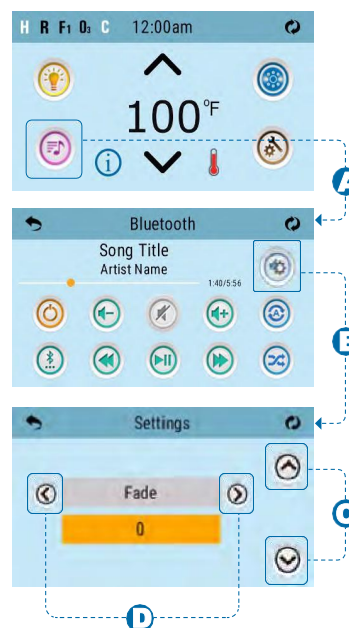 H R F1 O3 C 12:00am
100°F
A
Bluetooth
Song Title
Artist Name
1:40/5:56
A
B
Settings
Fade
0
C
D